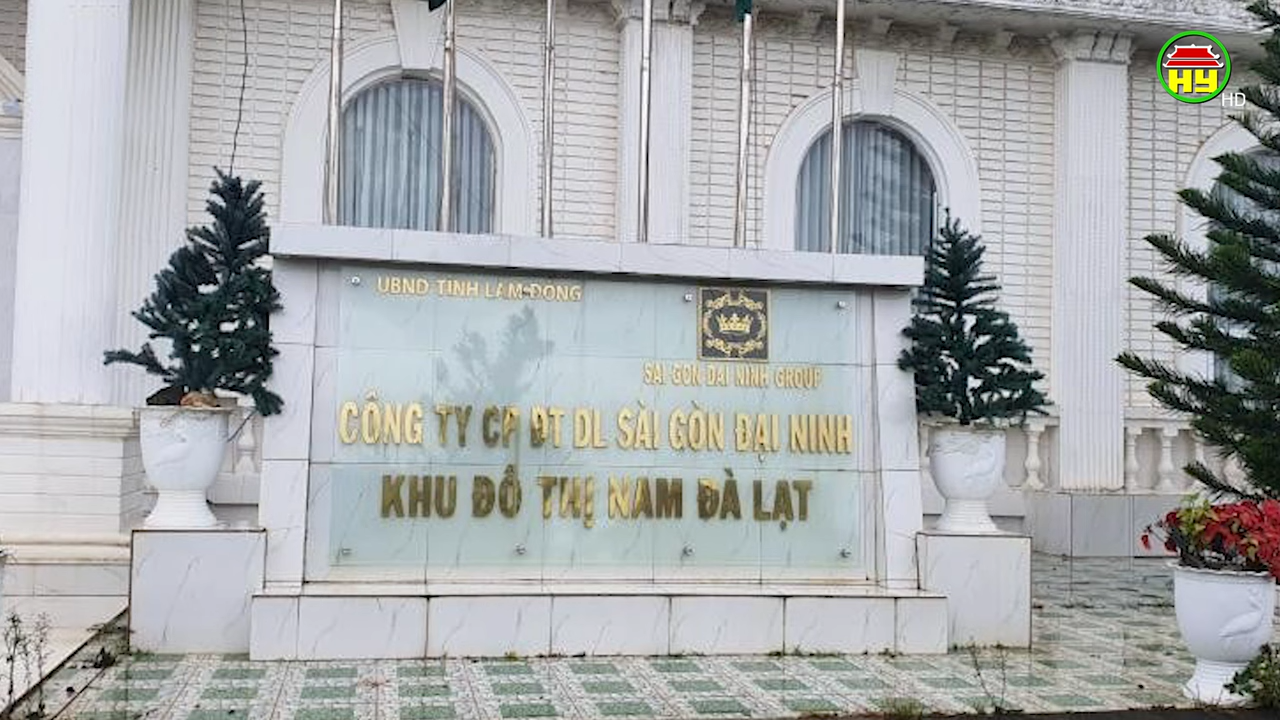 HY
HD
UBND TỈNH LÂM ĐỒNG
SÀI GÒN ĐẠI NINH GROUP
CÔNG TY CP ĐT DL SÀI GÒN ĐẠI NINH
KHU ĐÔ THỊ NAM ĐÀ LẠT